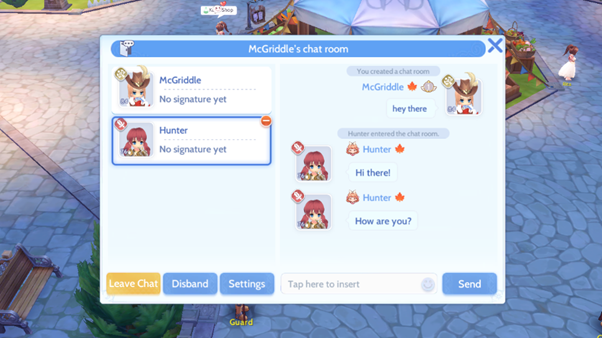 Shop
McGriddle's chat room
McGriddle
No signature yet
Hunter
No signature yet
You created a chat room
McGriddle
hey there
Hunter entered the chat room.
Hunter
Hi there!
Hunter
How are you?
Leave Chat
Disband
Settings
Tap here to insert
Send
Guard